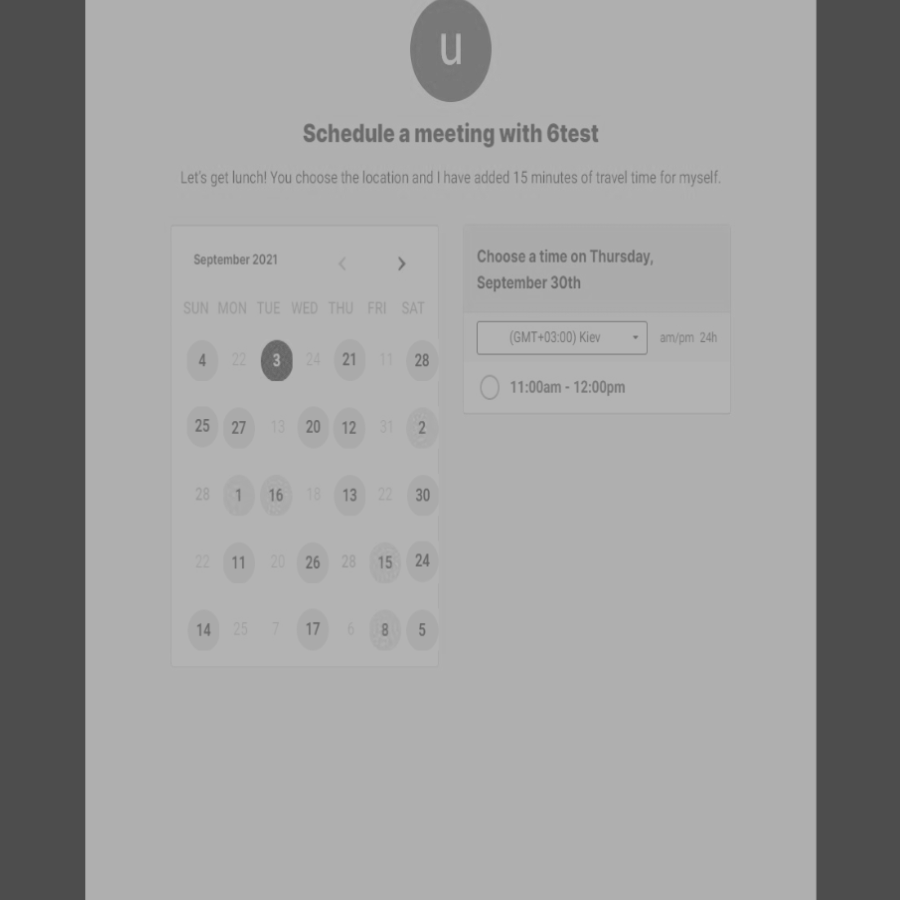 u
Schedule a meeting with 6test
Let's get lunch! You choose the location and I have added 15 minutes of travel time for myself.
September 2021
SUN MON TUE WED THU FRI SAT
4 22 3 24 21 11 28
25 27 13 20 12 31 2
28 1 16 18 13 22 30
22 11 20 26 28 15 24
14 25 7 17 6 8 5
Choose a time on Thursday,
September 30th
(GMT+03:00) Kiev am/pm 24h
11:00am - 12:00pm